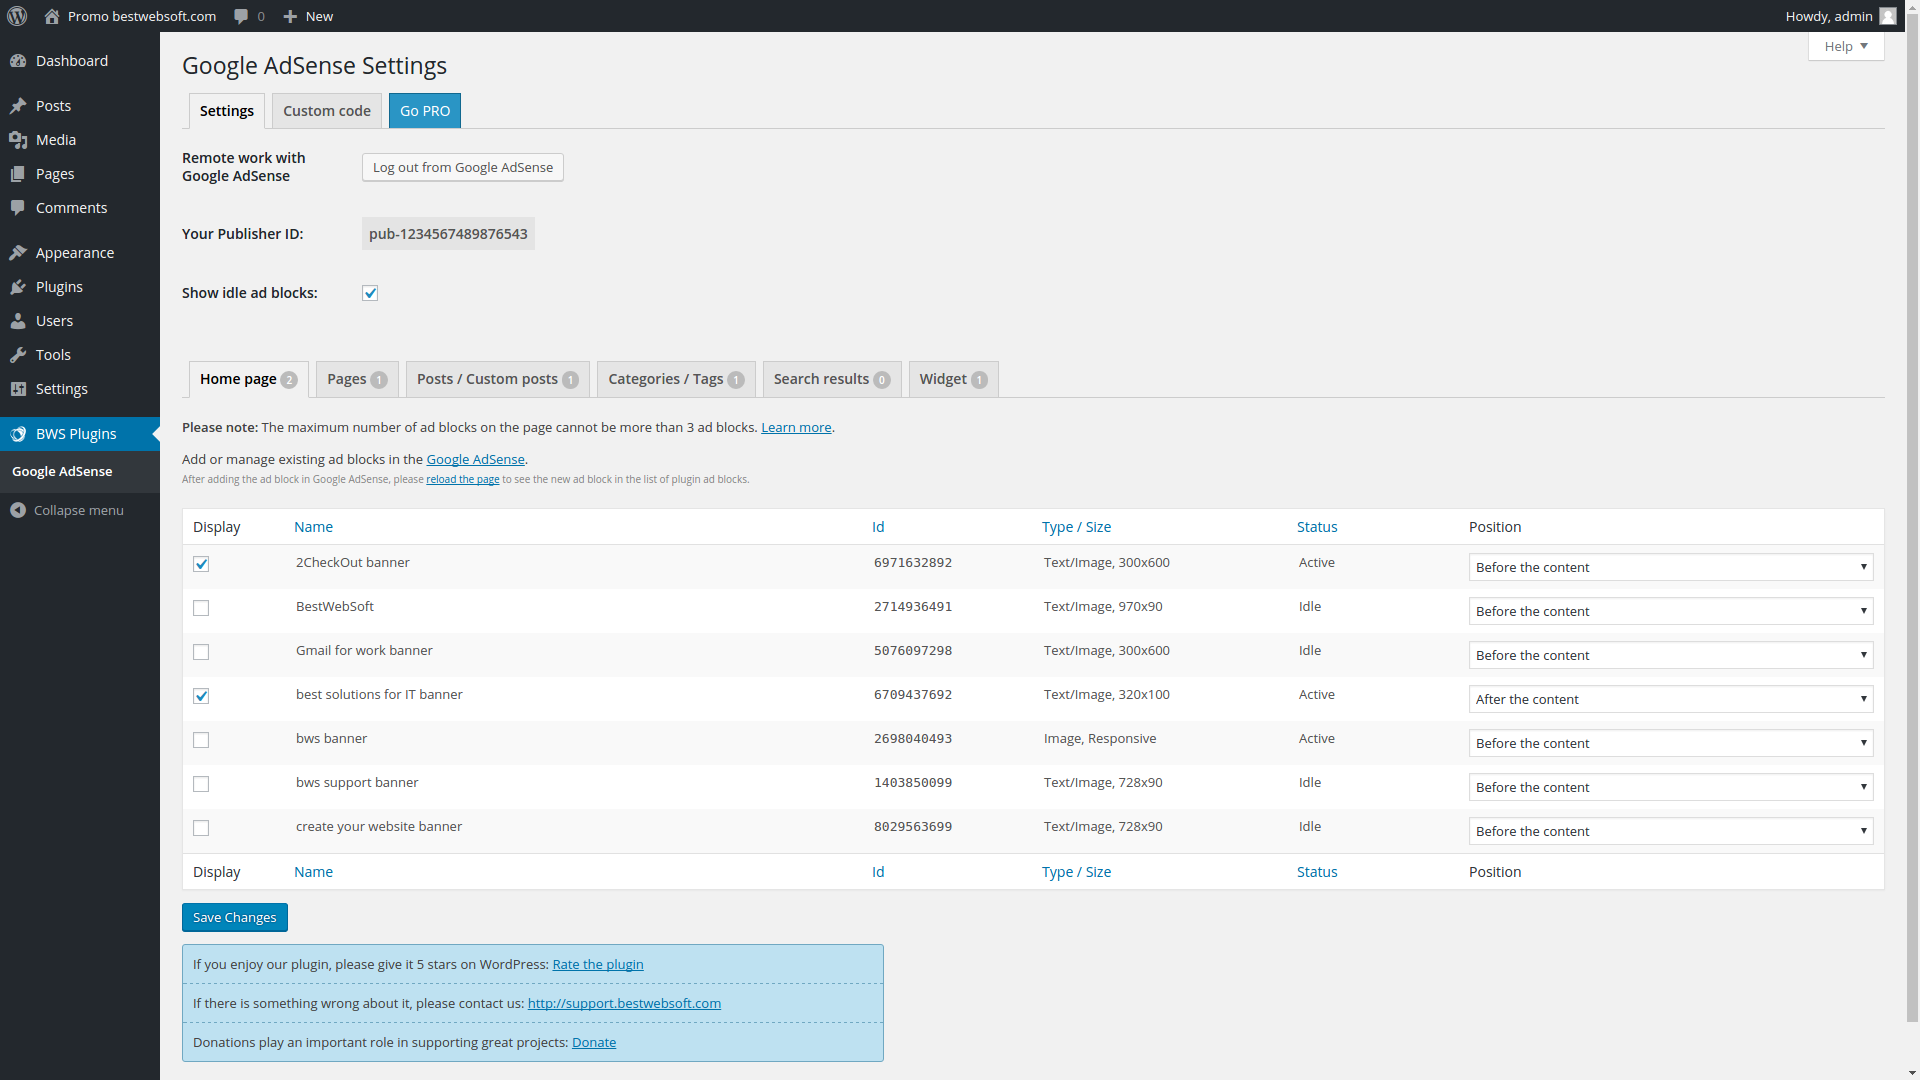 Promo bestwebsoft.com 0 New Howdy, admin
Help
Dashboard
Posts
Media
Pages
Comments
Appearance
Plugins
Users
Tools
Settings
BWS Plugins
Google AdSense
Collapse menu
Google AdSense Settings
Settings Custom code Go PRO
Remote work with
Google AdSense
Log out from Google AdSense
Your Publisher ID: pub-1234567489876543
Show idle ad blocks:
Home page 2 Pages 1 Posts / Custom posts 1 Categories / Tags 1 Search results 0 Widget 1
Please note: The maximum number of ad blocks on the page cannot be more than 3 ad blocks. Learn more.
Add or manage existing ad blocks in the Google AdSense.
After adding the ad block in Google AdSense, please reload the page to see the new ad block in the list of plugin ad blocks.
Display Name Id Type / Size Status Position
2CheckOut banner 6971632892 Text/Image, 300x600 Active Before the content
BestWebSoft 2714936491 Text/Image, 970x90 Idle Before the content
Gmail for work banner 5076097298 Text/Image, 300x600 Idle Before the content
best solutions for IT banner 6709437692 Text/Image, 320x100 Active After the content
bws banner 2698040493 Image, Responsive Active Before the content
bws support banner 1403850099 Text/Image, 728x90 Idle Before the content
create your website banner 8029563699 Text/Image, 728x90 Idle Before the content
Display Name Id Type / Size Status Position
Save Changes
If you enjoy our plugin, please give it 5 stars on WordPress: Rate the plugin
If there is something wrong about it, please contact us: http://support.bestwebsoft.com
Donations play an important role in supporting great projects: Donate